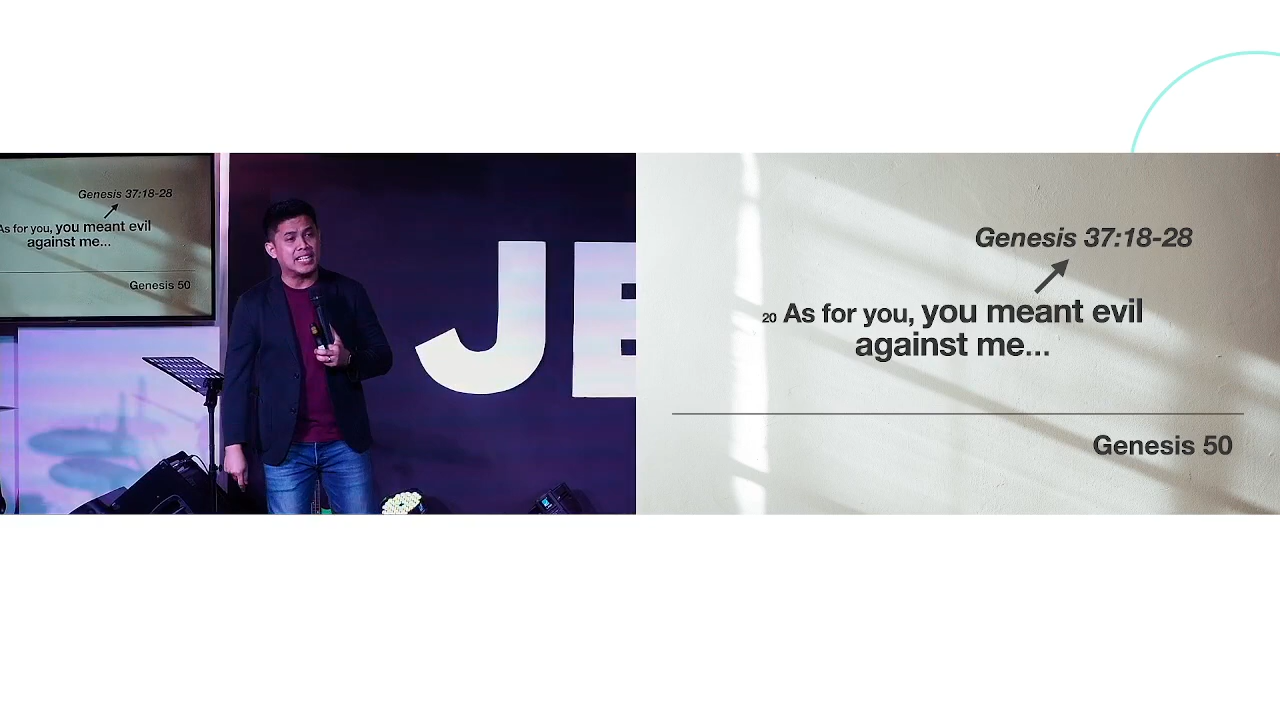 Genesis 37:18-28
As for you, you meant evil
against me...
Genesis 50
JE
Genesis 37:18-28
20 As for you, you meant evil
against me...
Genesis 50